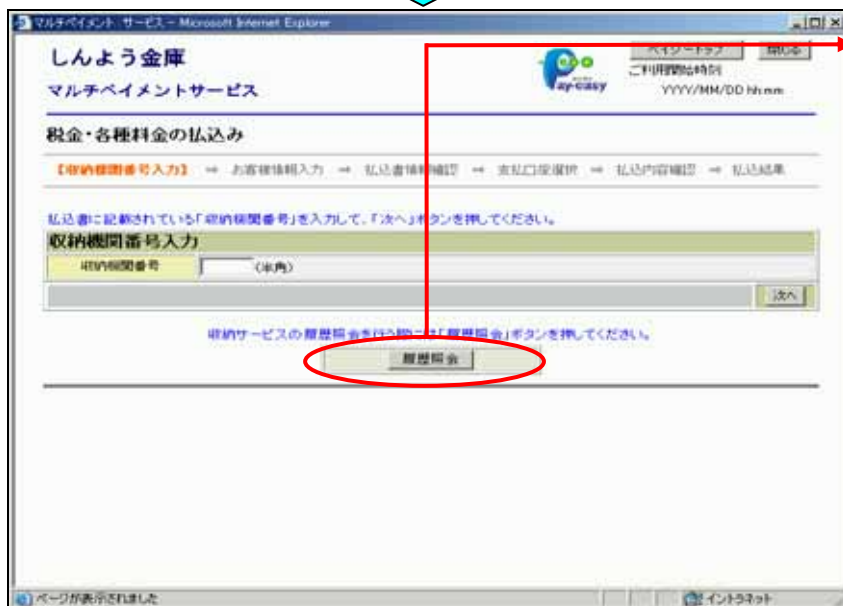 マルチペイメント サービス - Microsoft Internet Explorer
しんよう金庫
マルチペイメントサービス
Pay-easy
ペイジートップ 閉じる
ご利用開始時刻
YYYY/MM/DD hh:mm
税金・各種料金の払込み
【収納機関番号入力】 ⇒ お客様情報入力 ⇒ 払込書情報確認 ⇒ 支払口座選択 ⇒ 払込内容確認 ⇒ 払込結果
払込書に記載されている「収納機関番号」を入力して、「次へ」ボタンを押してください。
収納機関番号入力
収納機関番号 (半角)
次へ
収納サービスの履歴照会を行う際には「履歴照会」ボタンを押してください。
履歴照会
ページが表示されました イントラネット